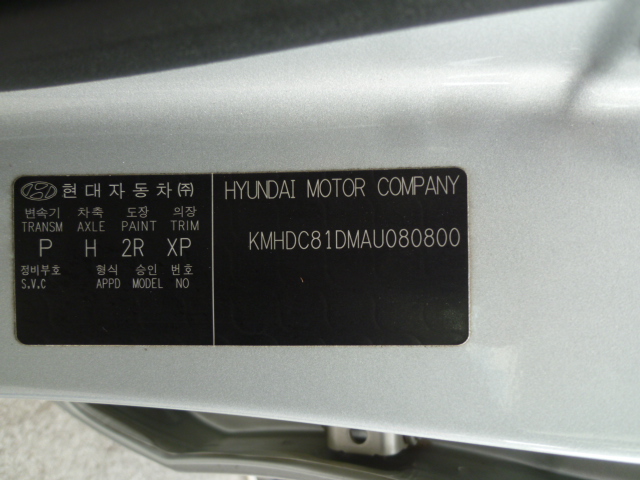 현대자동차㈜
변속기 차축 도장 의장
TRANSM AXLE PAINT TRIM
P H 2R XP
정비부호 형식 승인 번호
S.V.C APPD MODEL NO
HYUNDAI MOTOR COMPANY
KMHDC81DMAU080800